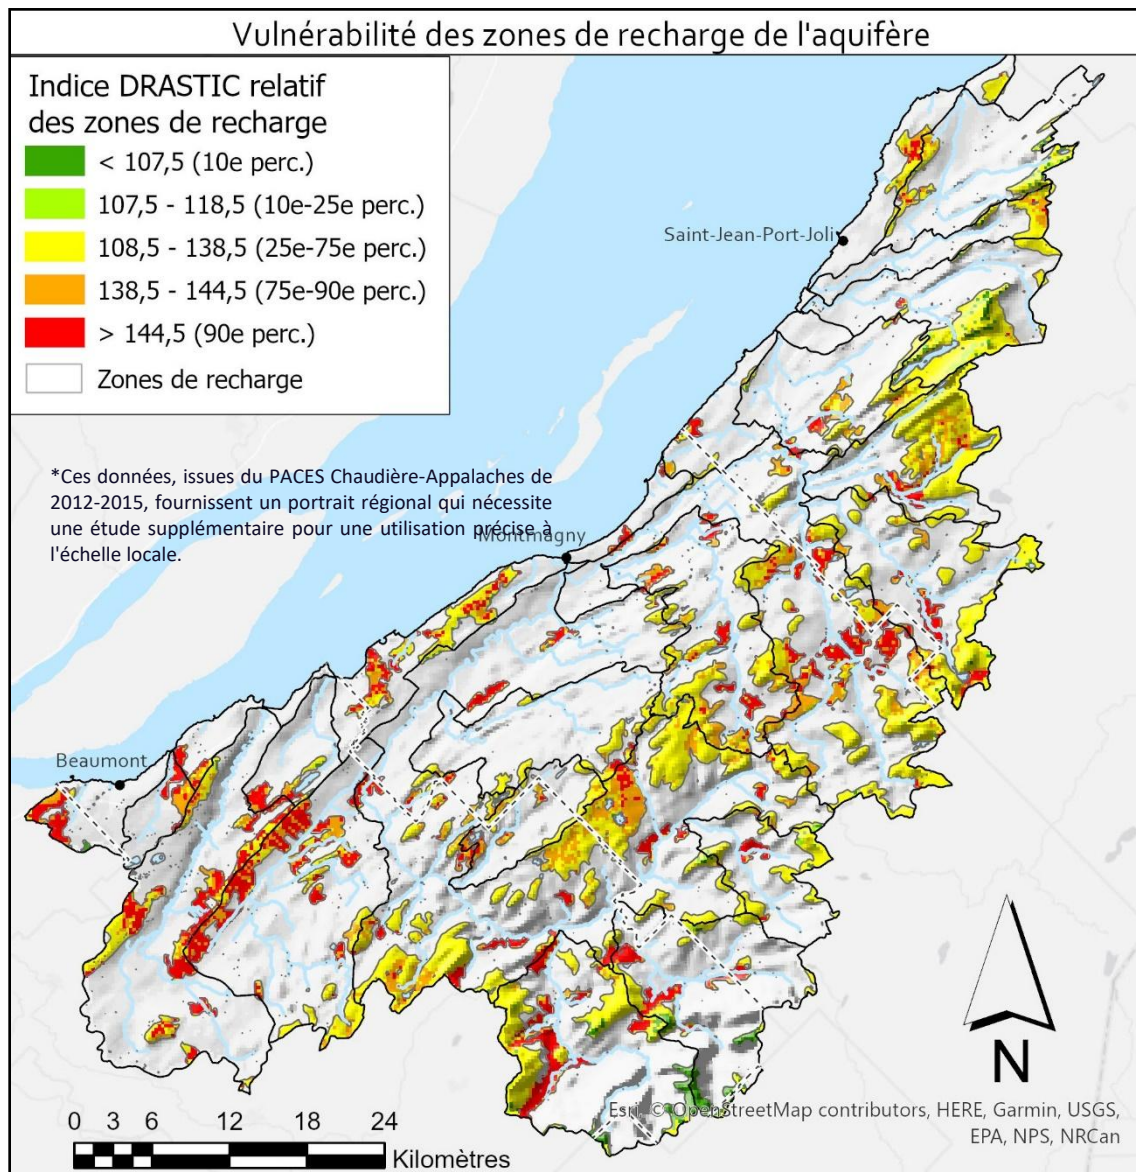 Vulnérabilité des zones de recharge de l'aquifère
Indice DRASTIC relatif
des zones de recharge
< 107,5 (10e perc.)
107,5 - 118,5 (10e-25e perc.)
108,5 - 138,5 (25e-75e perc.)
138,5 - 144,5 (75e-90e perc.)
> 144,5 (90e perc.)
Zones de recharge
Saint-Jean-Port-Joli
*Ces données, issues du PACES Chaudière-Appalaches de
2012-2015, fournissent un portrait régional qui nécessite
une étude supplémentaire pour une utilisation précise à
l'échelle locale.
Montmagny
Beaumont
N
0 3 6 12 18 24
Kilomètres
Esri, © OpenStreetMap contributors, HERE, Garmin, USGS,
EPA, NPS, NRCan